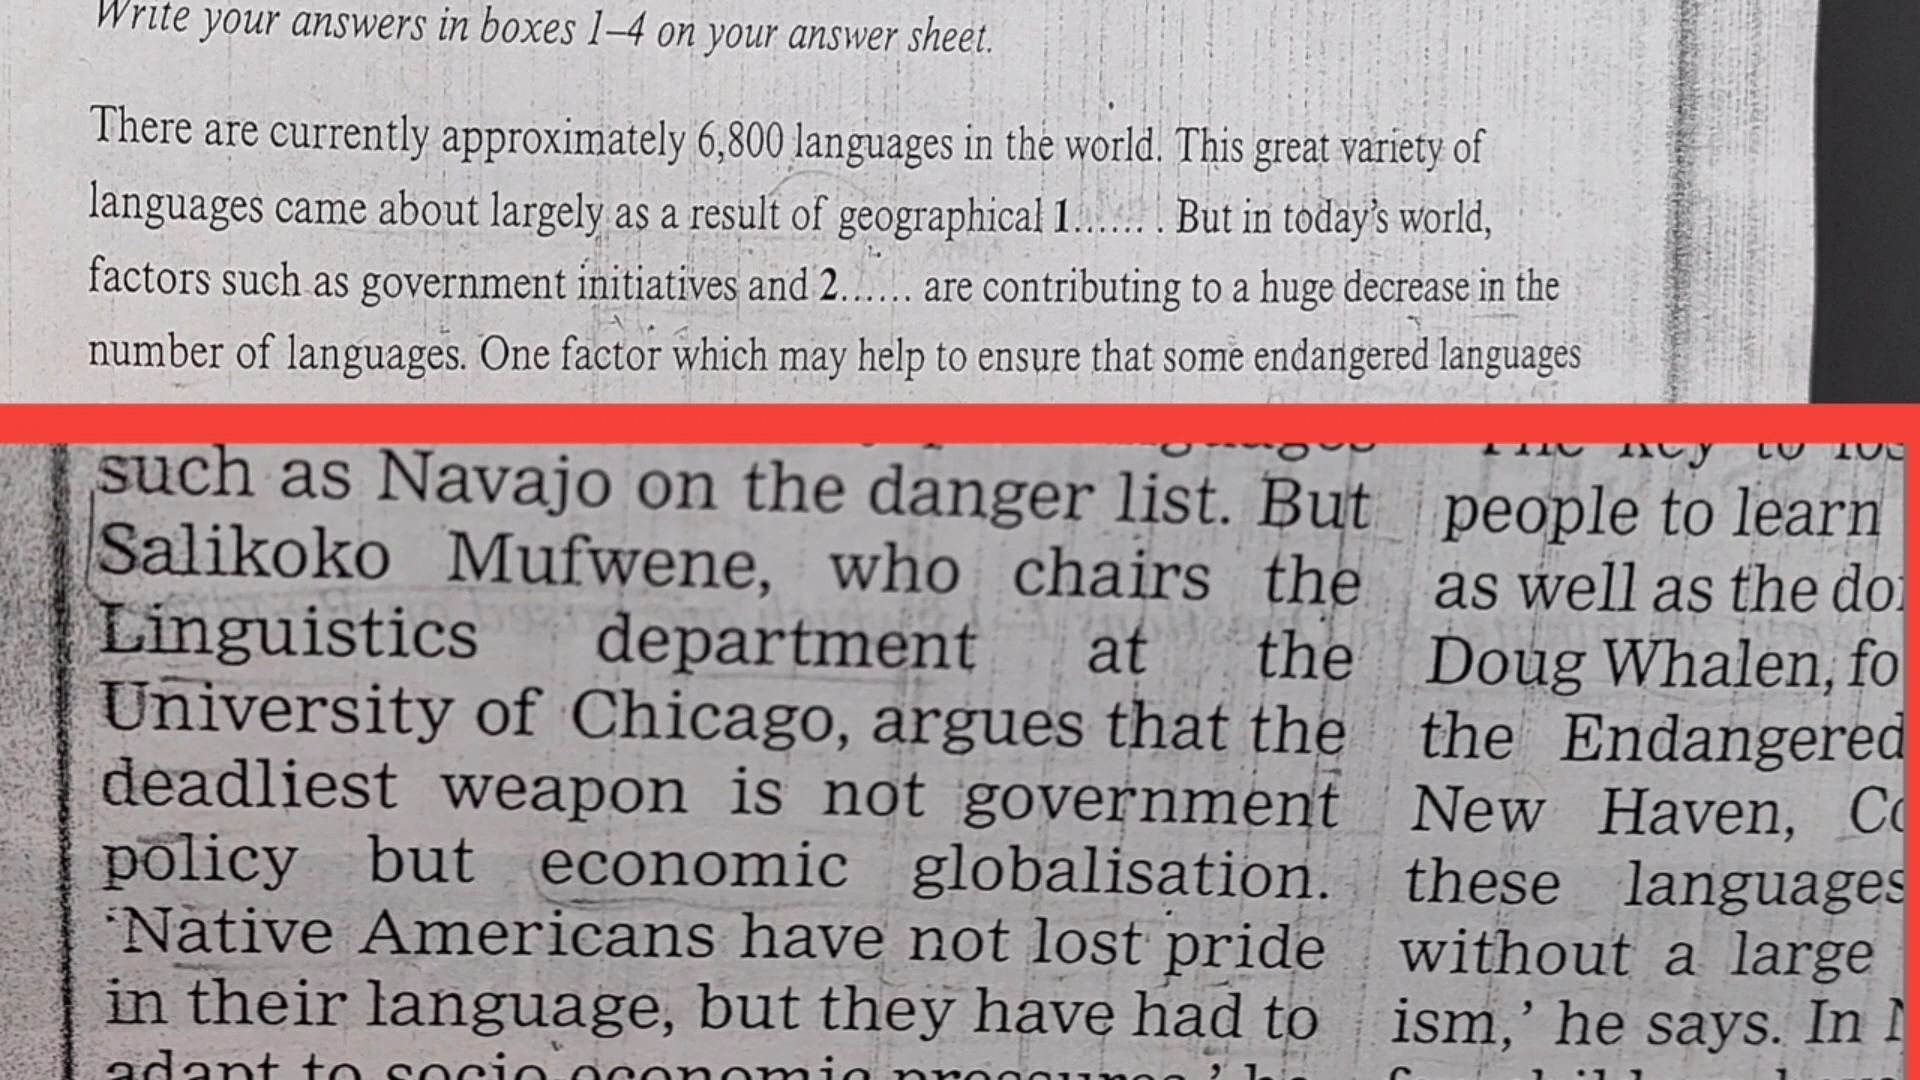 Write your answers in boxes 1–4 on your answer sheet.
There are currently approximately 6,800 languages in the world. This great variety of
languages came about largely as a result of geographical 1...... . But in today's world,
factors such as government initiatives and 2...... are contributing to a huge decrease in the
number of languages. One factor which may help to ensure that some endangered languages
such as Navajo on the danger list. But
Salikoko Mufwene, who chairs the
Linguistics department at the
University of Chicago, argues that the
deadliest weapon is not government
policy but economic globalisation.
'Native Americans have not lost pride
in their language, but they have had to
adapt to socio-economic pressures,' he
The key to
people to learn
as well as the
Doug Whalen,
the Endangered
New Haven,
these languages
without a large
ism,' he says. In